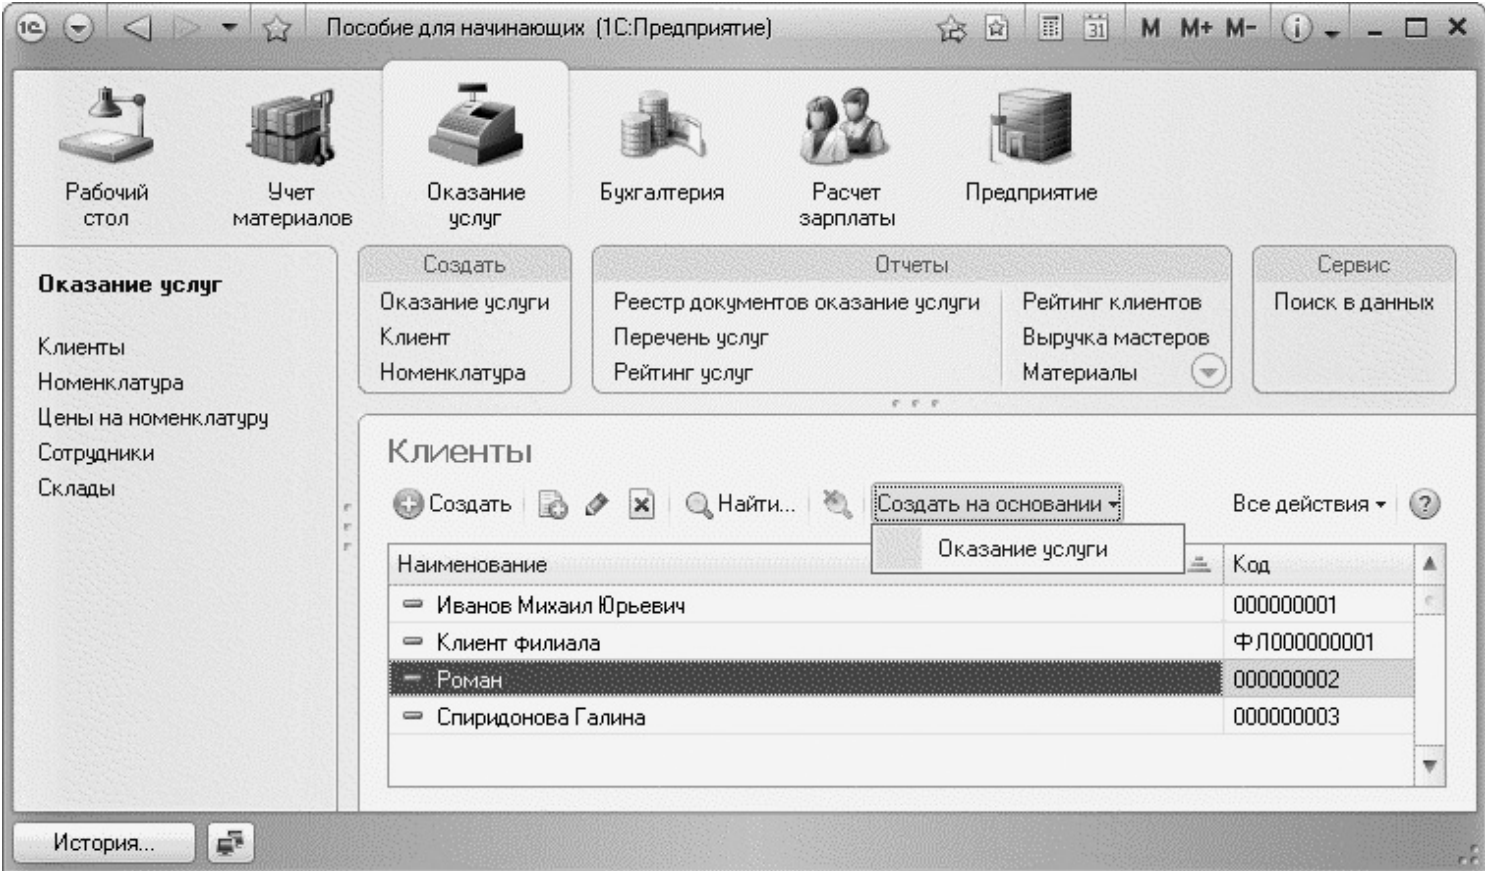 1С Пособие для начинающих (1С:Предприятие) 31 M M+ M-
Рабочий стол
Учет материалов
Оказание услуг
Бухгалтерия
Расчет зарплаты
Предприятие
Оказание услуг
Клиенты
Номенклатура
Цены на номенклатуру
Сотрудники
Склады
Создать
Оказание услуги
Клиент
Номенклатура
Отчеты
Реестр документов оказание услуги
Перечень услуг
Рейтинг услуг
Рейтинг клиентов
Выручка мастеров
Материалы
Сервис
Поиск в данных
Клиенты
Создать Найти... Создать на основании Все действия ?
Оказание услуги
Наименование Код
Иванов Михаил Юрьевич 000000001
Клиент филиала ФЛ000000001
Роман 000000002
Спиридонова Галина 000000003
История...